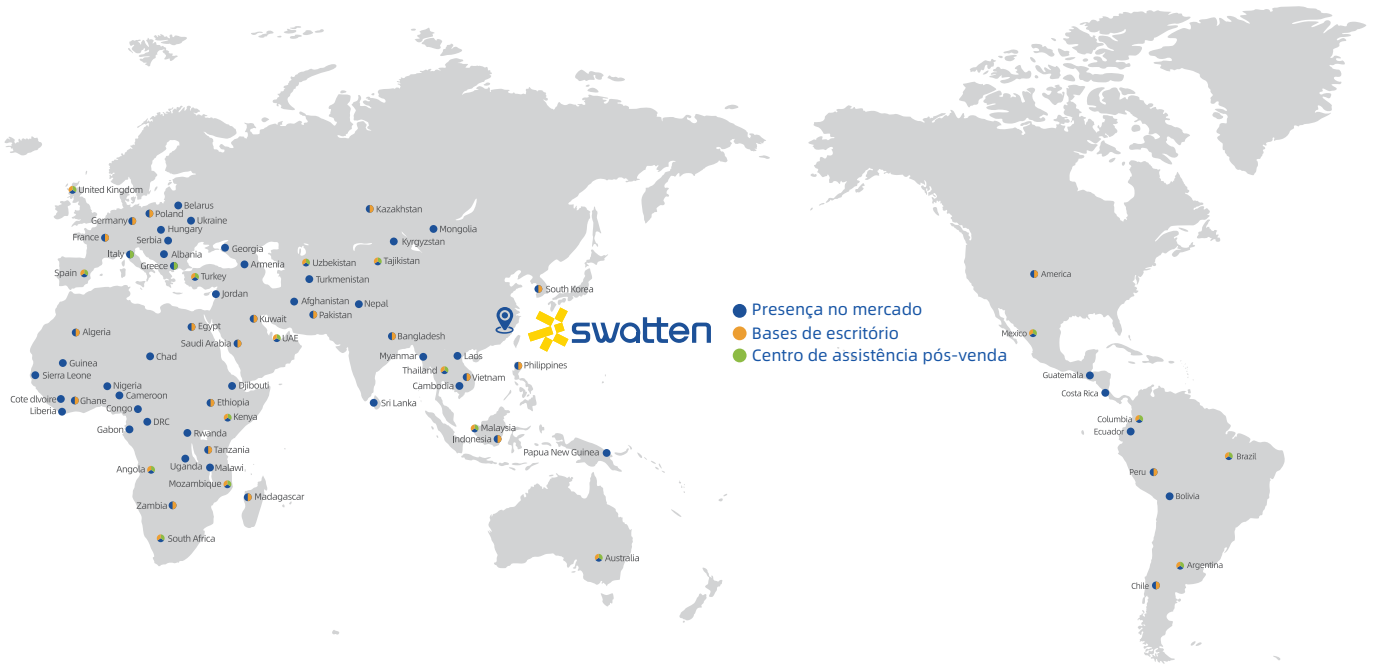 United Kingdom
Belarus
Poland
Germany
Ukraine
Hungary
France
Serbia
Italy
Albania
Greece
Spain
Turkey
Georgia
Armenia
Jordan
Kazakhstan
Mongolia
Kyrgyzstan
Uzbekistan
Tajikistan
Turkmenistan
Afghanistan
Nepal
Pakistan
Kuwait
Egypt
Saudi Arabia
UAE
Algeria
Chad
Guinea
Sierra Leone
Nigeria
Cameroon
Cote dIvoire
Ghane
Liberia
Congo
DRC
Gabon
Djibouti
Ethiopia
Kenya
Rwanda
Tanzania
Uganda
Malawi
Angola
Mozambique
Madagascar
Zambia
South Africa
Bangladesh
Myanmar
Laos
Thailand
Vietnam
Cambodia
Sri Lanka
Malaysia
Indonesia
Philippines
South Korea
Papua New Guinea
Australia
swatten
Presença no mercado
Bases de escritório
Centro de assistência pós-venda
America
Mexico
Guatemala
Costa Rica
Columbia
Ecuador
Brazil
Peru
Bolivia
Argentina
Chile